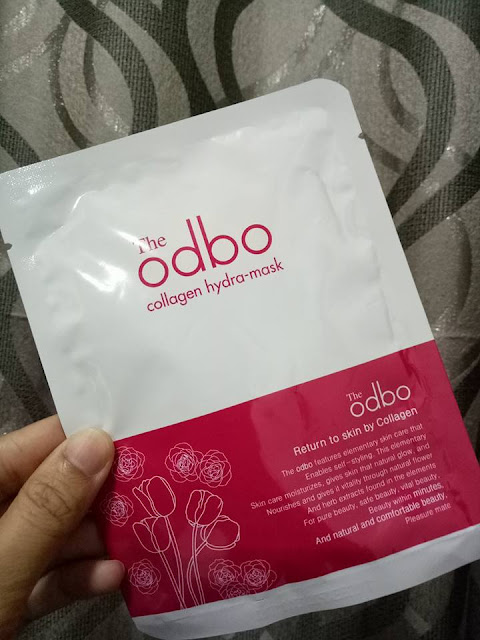 The
odbo
collagen hydra-mask
The
odbo
Return to skin by Collagen
The odbo features elementary skin care that
Enables self - styling. This elementary
Skin care moisturizes, gives skin that natural glow, and
Nourishes and gives it vitality through natural flower
And herb extracts found in the elements
For pure beauty, safe beauty, vital beauty,
Beauty within minutes,
And natural and comfortable beauty,
Pleasure mate